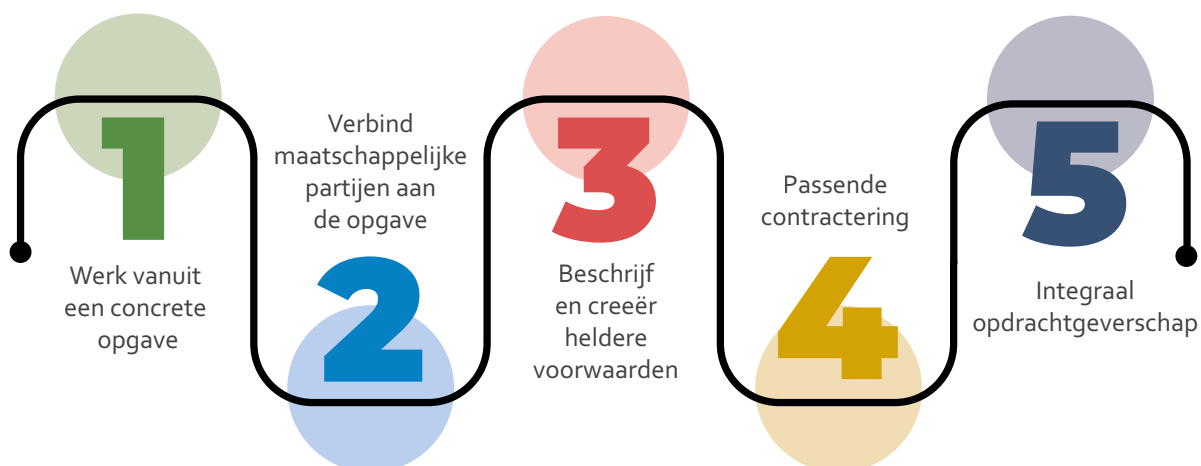 1
Werk vanuit
een concrete
opgave
Verbind
maatschappelijke
partijen aan
de opgave
2
3
Beschrijf
en creeër
heldere
voorwaarden
Passende
contractering
4
5
Integraal
opdrachtgeverschap